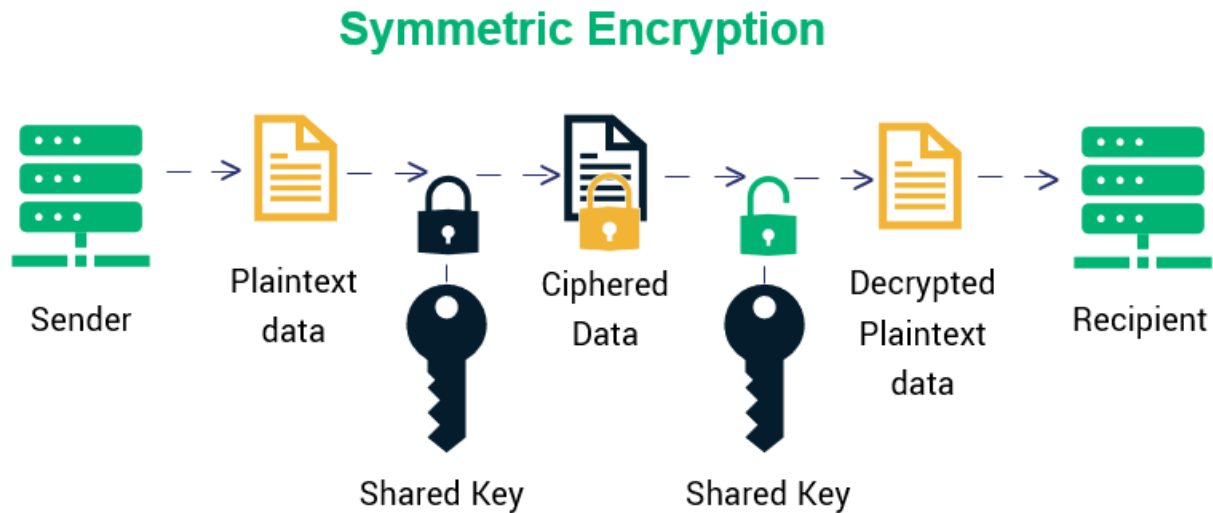 Symmetric Encryption
Sender
Plaintext
data
Ciphered
Data
Decrypted
Plaintext
data
Recipient
Shared Key
Shared Key